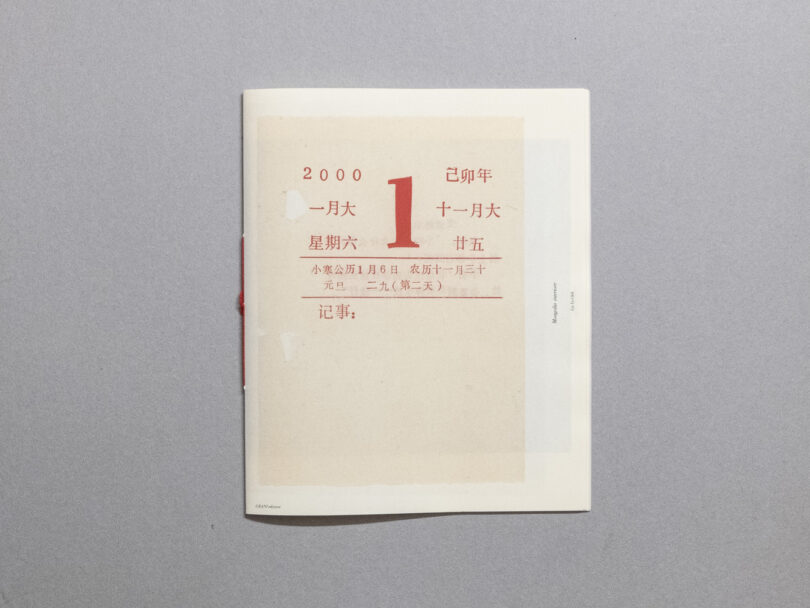 2000
1
己卯年
一月大
十一月大
星期六
廿五
小寒公历1月6日 农历十一月三十
元旦 二九(第二天)
记事: